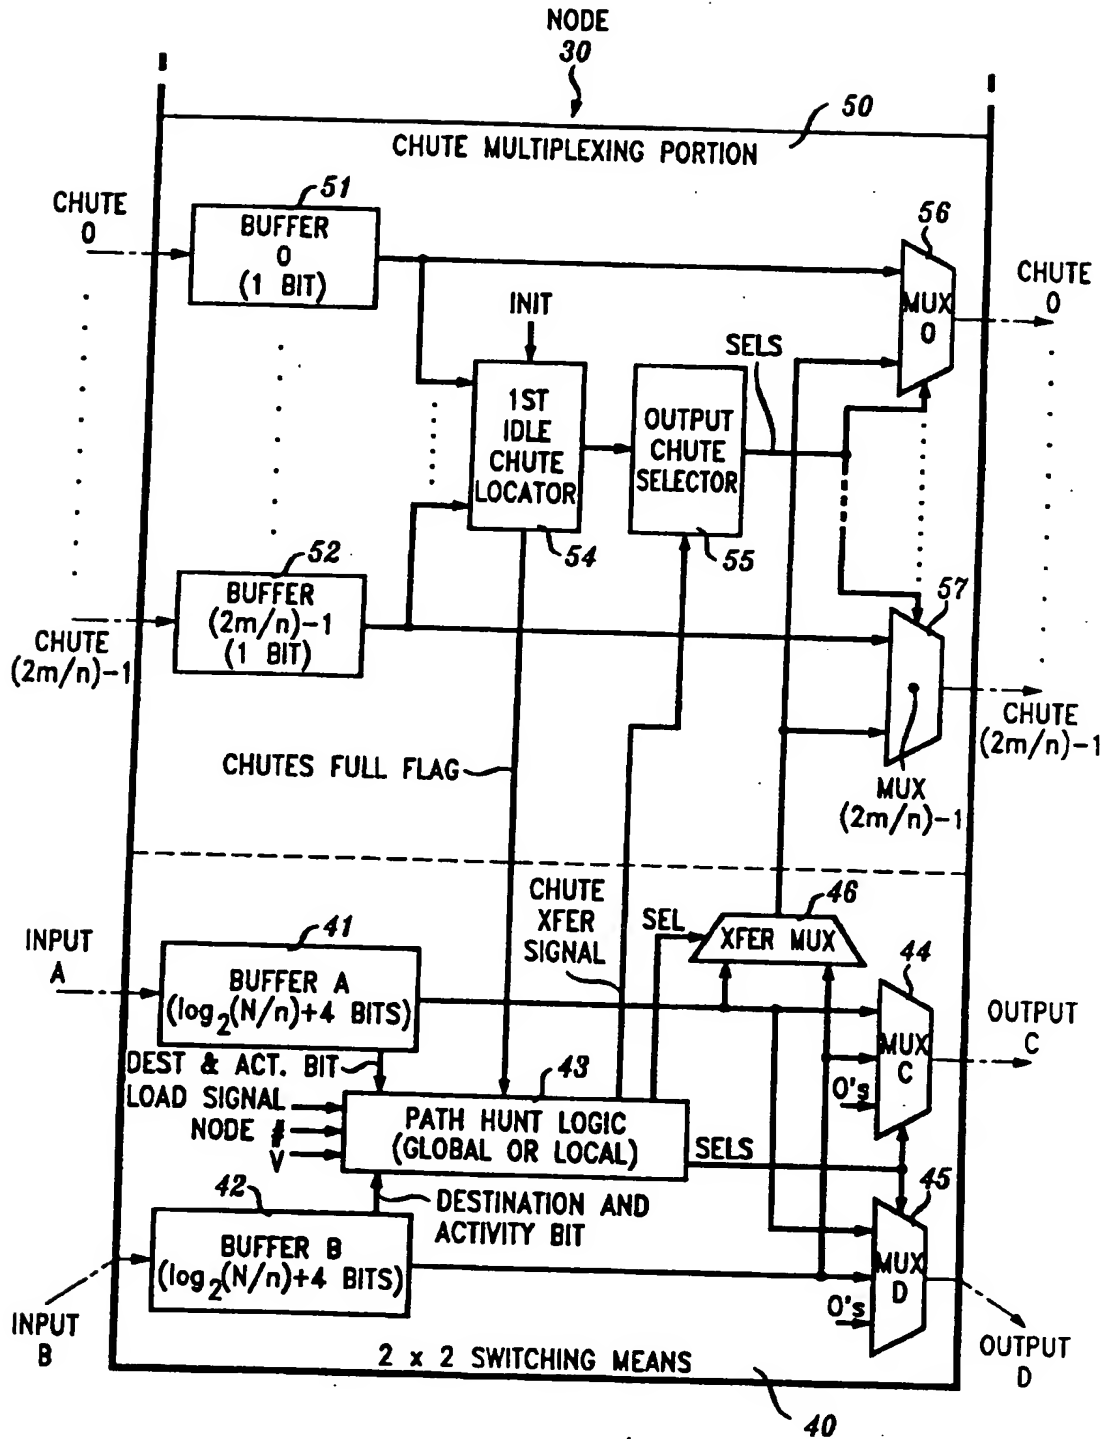 NODE
30
50
CHUTE MULTIPLEXING PORTION
51
CHUTE
0
BUFFER
0
(1 BIT)
56
MUX
0
CHUTE
0
INIT
SELS
1ST
IDLE
CHUTE
LOCATOR
54
OUTPUT
CHUTE
SELECTOR
55
52
BUFFER
(2m/n)-1
(1 BIT)
CHUTE
(2m/n)-1
57
CHUTE
(2m/n)-1
MUX
(2m/n)-1
CHUTES FULL FLAG
CHUTE
XFER
SIGNAL
SEL
46
XFER MUX
41
INPUT
A
BUFFER A
(log2(N/n)+4 BITS)
44
MUX
C
0's
OUTPUT
C
DEST & ACT. BIT
LOAD SIGNAL
NODE #
V
43
PATH HUNT LOGIC
(GLOBAL OR LOCAL)
SELS
42
DESTINATION AND
ACTIVITY BIT
45
BUFFER B
(log2(N/n)+4 BITS)
MUX
D
0's
INPUT
B
OUTPUT
D
2 x 2 SWITCHING MEANS
40